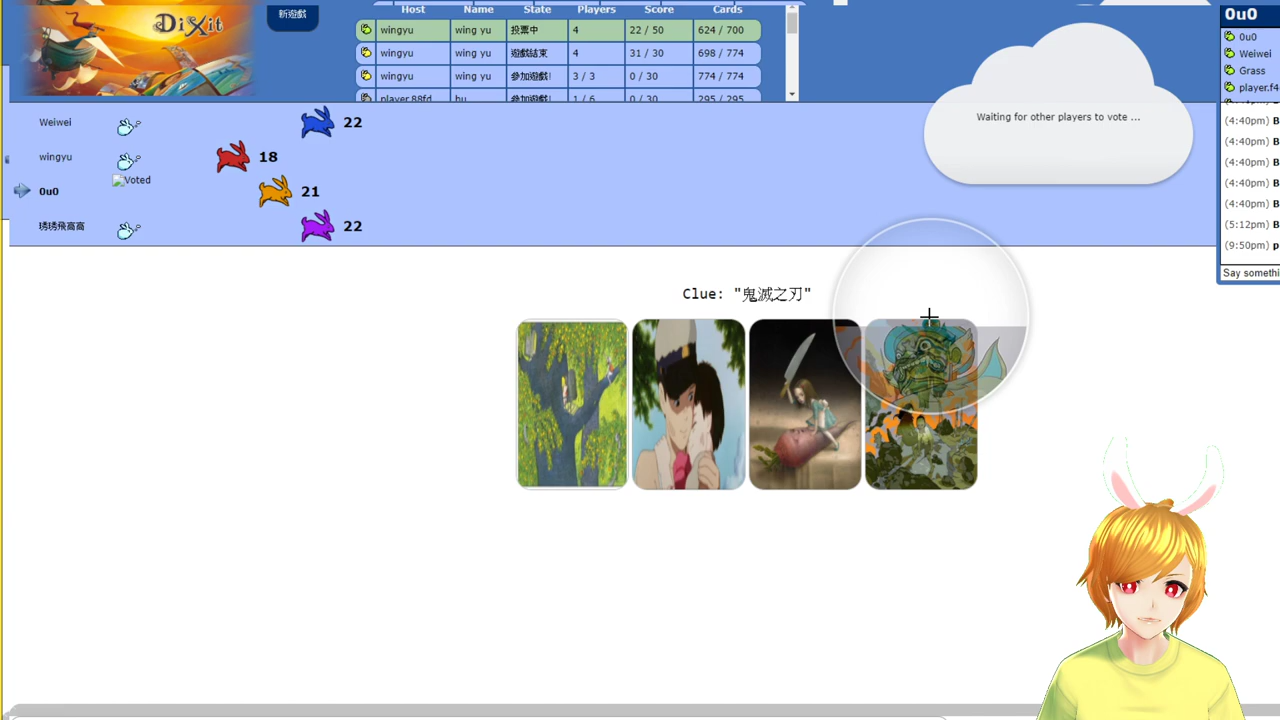 DiXit
新遊戲
Host Name State Players Score Cards
wingyu wing yu 投票中 4 22 / 50 624 / 700
wingyu wing yu 遊戲結束 4 31 / 30 698 / 774
wingyu wing yu 參加遊戲! 3 / 3 0 / 30 774 / 774
player.88fd hu 參加遊戲! 1 / 6 0 / 30 295 / 295
Weiwei 22
wingyu 18
Voted
0u0 21
琇琇飛高高 22
Waiting for other players to vote ...
0u0
0u0
Weiwei
Grass
player.f4
(4:40pm) B
(4:40pm) B
(4:40pm) B
(4:40pm) B
(4:40pm) B
(5:12pm) B
(9:50pm) p
Say somethi
Clue: "鬼滅之刃"